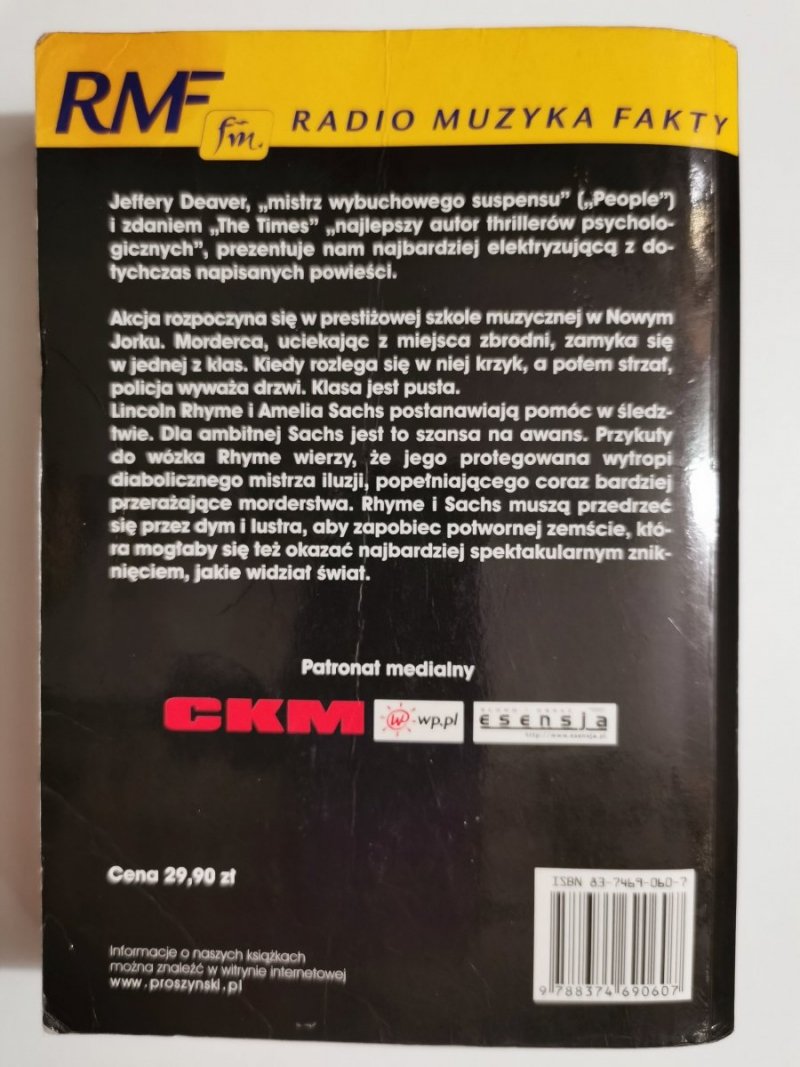 RMF
fm.
RADIO MUZYKA FAKTY
Jeffery Deaver, „mistrz wybuchowego suspensu” („People”)
i zdaniem „The Times” „najlepszy autor thrillerów psycholo-
gicznych”, prezentuje nam najbardziej elektryzującą z do-
tychczas napisanych powieści.
Akcja rozpoczyna się w prestiżowej szkole muzycznej w Nowym
Jorku. Morderca, uciekając z miejsca zbrodni, zamyka się
w jednej z klas. Kiedy rozlega się w niej krzyk, a potem strzał,
policja wyważa drzwi. Klasa jest pusta.
Lincoln Rhyme i Amelia Sachs postanawiają pomóc w śledz-
twie. Dla ambitnej Sachs jest to szansa na awans. Przykuty
do wózka Rhyme wierzy, że jego protegowana wytropi
diabolicznego mistrza iluzji, popełniającego coraz bardziej
przerażające morderstwa. Rhyme i Sachs muszą przedrzeć
się przez dym i lustra, aby zapobiec potwornej zemście, któ-
ra mogłaby się też okazać najbardziej spektakularnym znik-
nięciem, jakie widział świat.
Patronat medialny
CKM
w wp.pl
esensja
http://www.esensja.pl
Cena 29,90 zł
ISBN 83-7469-060-7
9 788374 690607
Informacje o naszych książkach
można znaleźć w witrynie internetowej
www.proszynski.pl